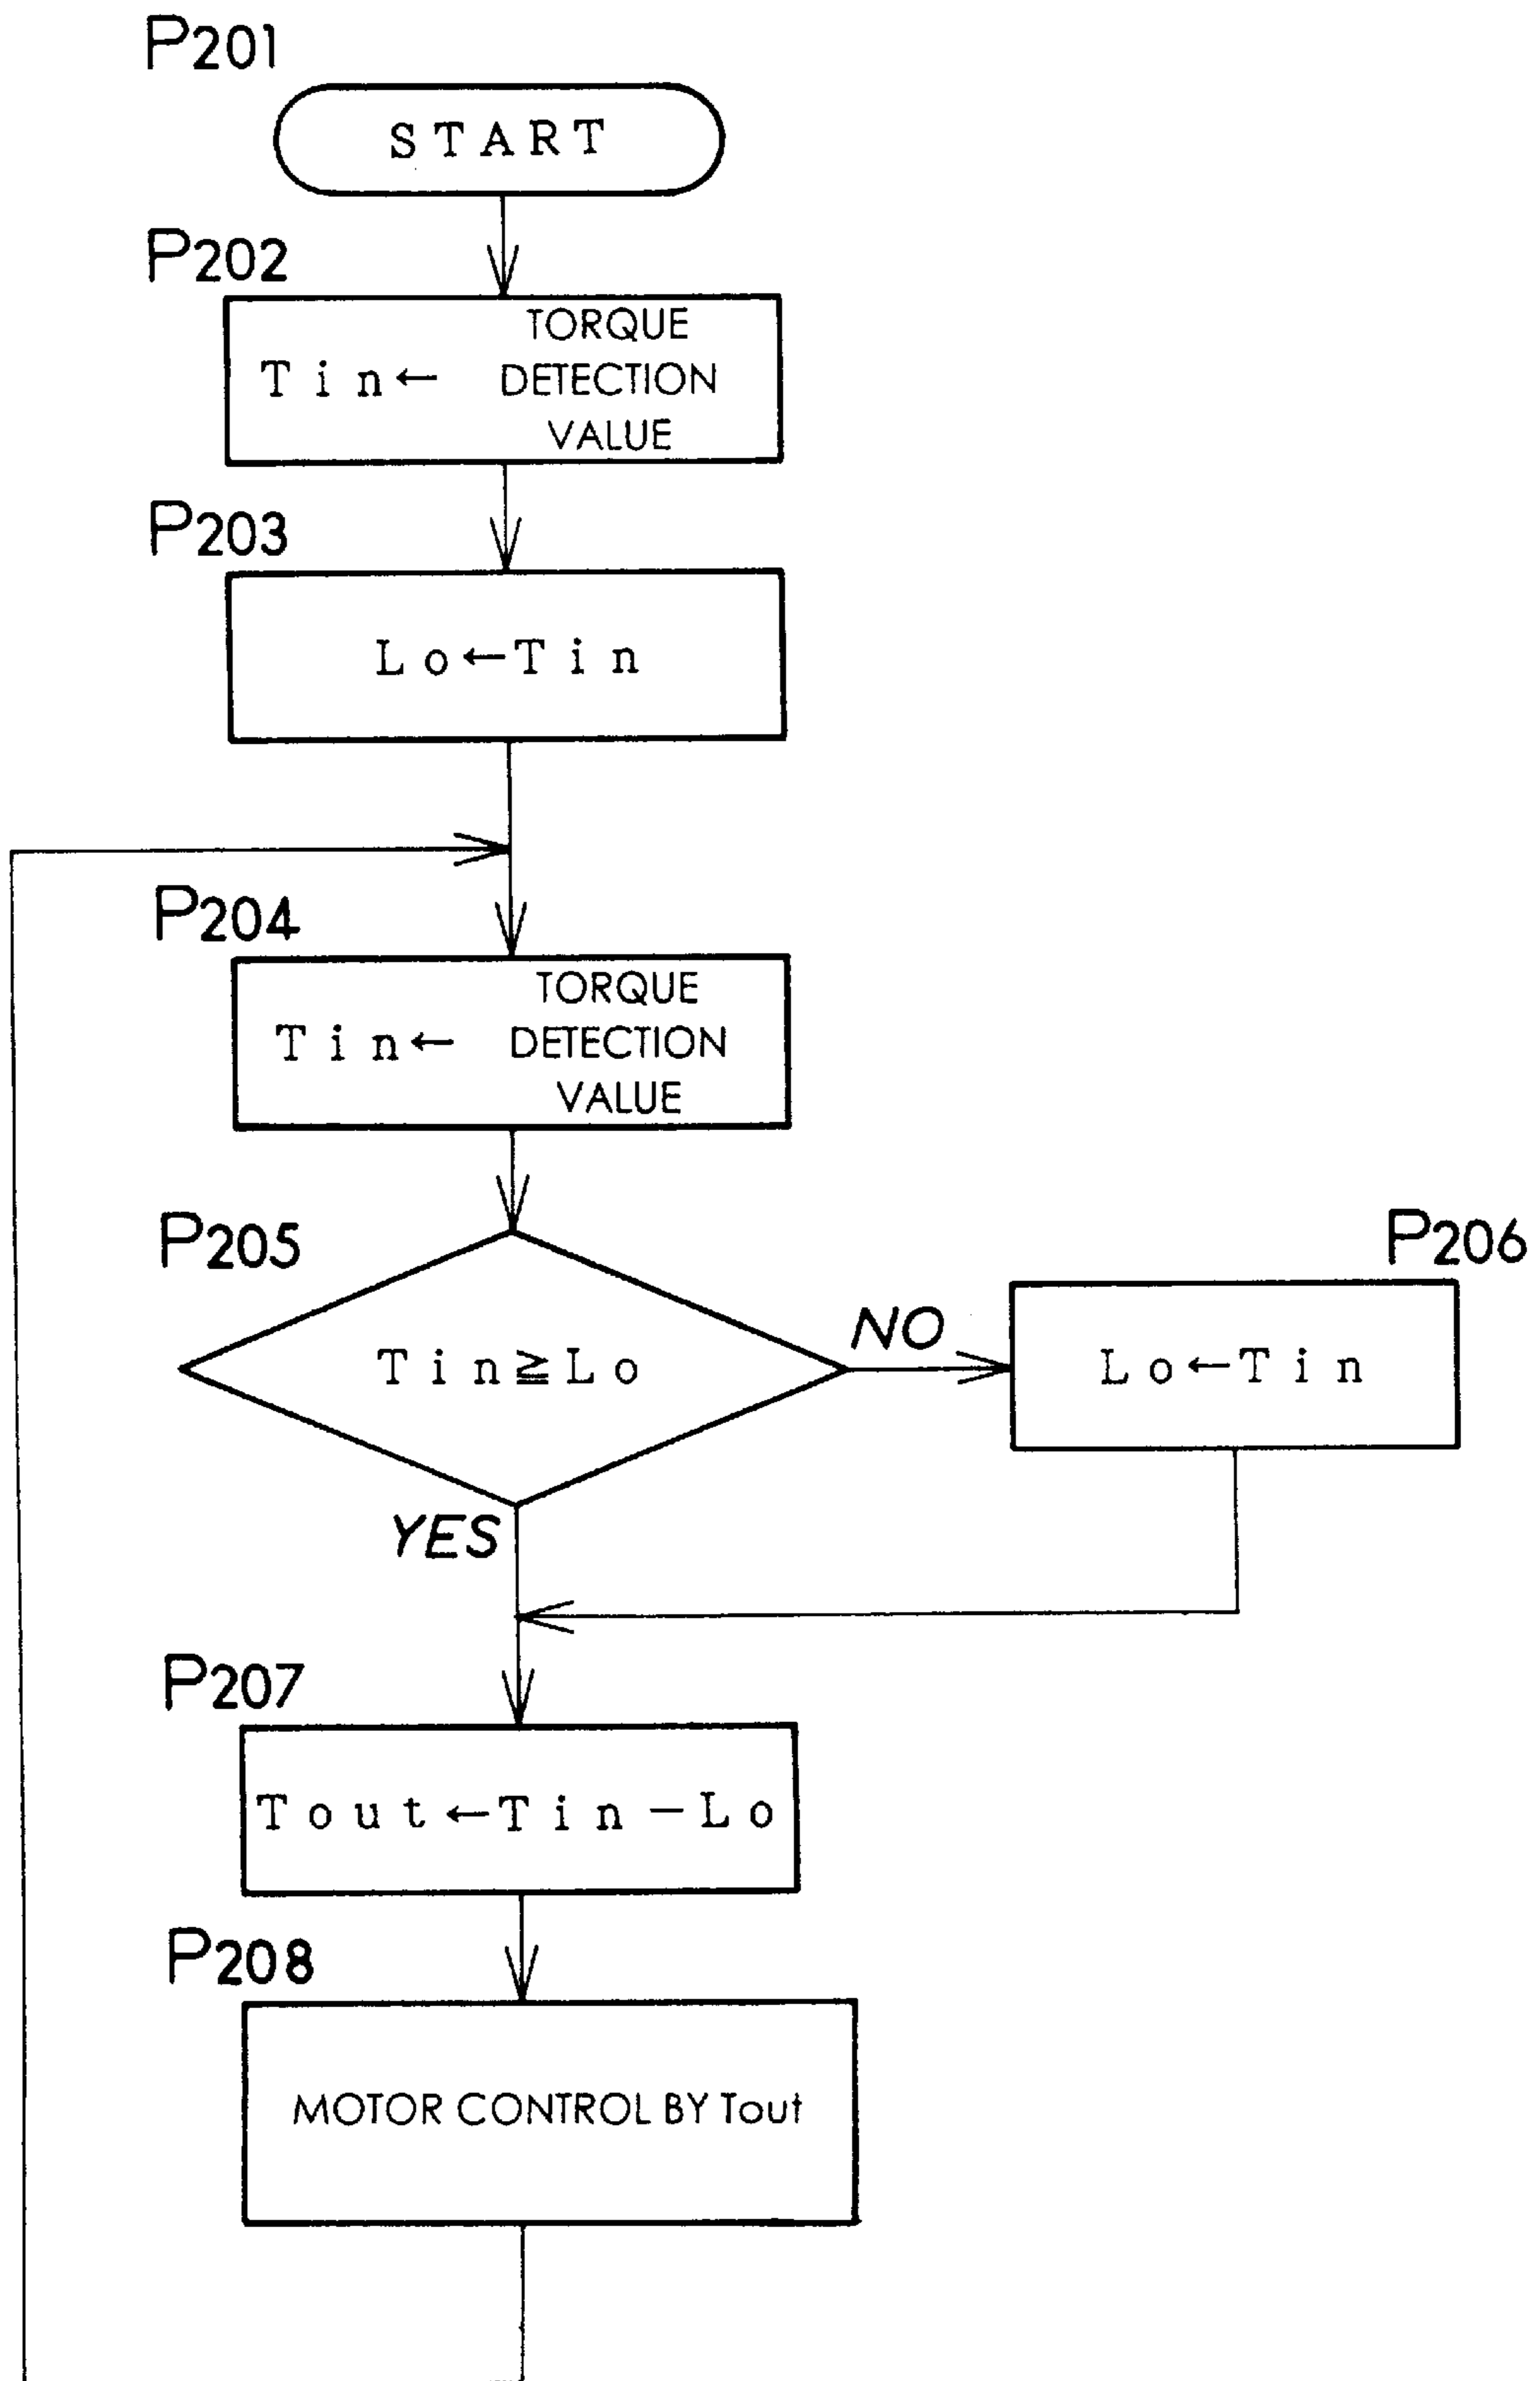 P201
START
P202
Tin← TORQUE
DETECTION
VALUE
P203
Lo←Tin
P204
Tin← TORQUE
DETECTION
VALUE
P205
Tin≧Lo
NO
P206
Lo←Tin
YES
P207
Tout←Tin-Lo
P208
MOTOR CONTROL BY Tout